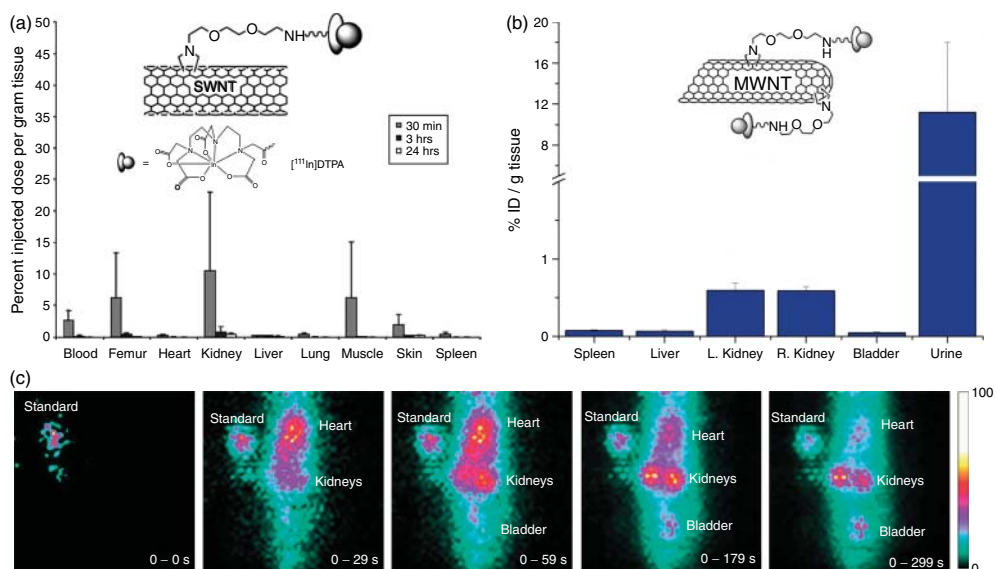 (a)
50
45
40
35
30
25
20
15
10
5
0
Percent injected dose per gram tissue
O
O
NH
N
SWNT
=
O
O
O
O
N
N
N
O
O
In
O
O
O
O
[¹¹¹In]DTPA
30 min
3 hrs
24 hrs
Blood Femur Heart Kidney Liver Lung Muscle Skin Spleen
(b)
20
16
12
8
1
0
% ID / g tissue
O
O
N
H
N
MWNT
N
NH
O
O
Spleen Liver L. Kidney R. Kidney Bladder Urine
(c)
Standard
0 – 0 s
Standard
Heart
Kidneys
0 – 29 s
Standard
Heart
Kidneys
Bladder
0 – 59 s
Standard
Heart
Kidneys
Bladder
0 – 179 s
Standard
Heart
Kidneys
Bladder
0 – 299 s
100
0